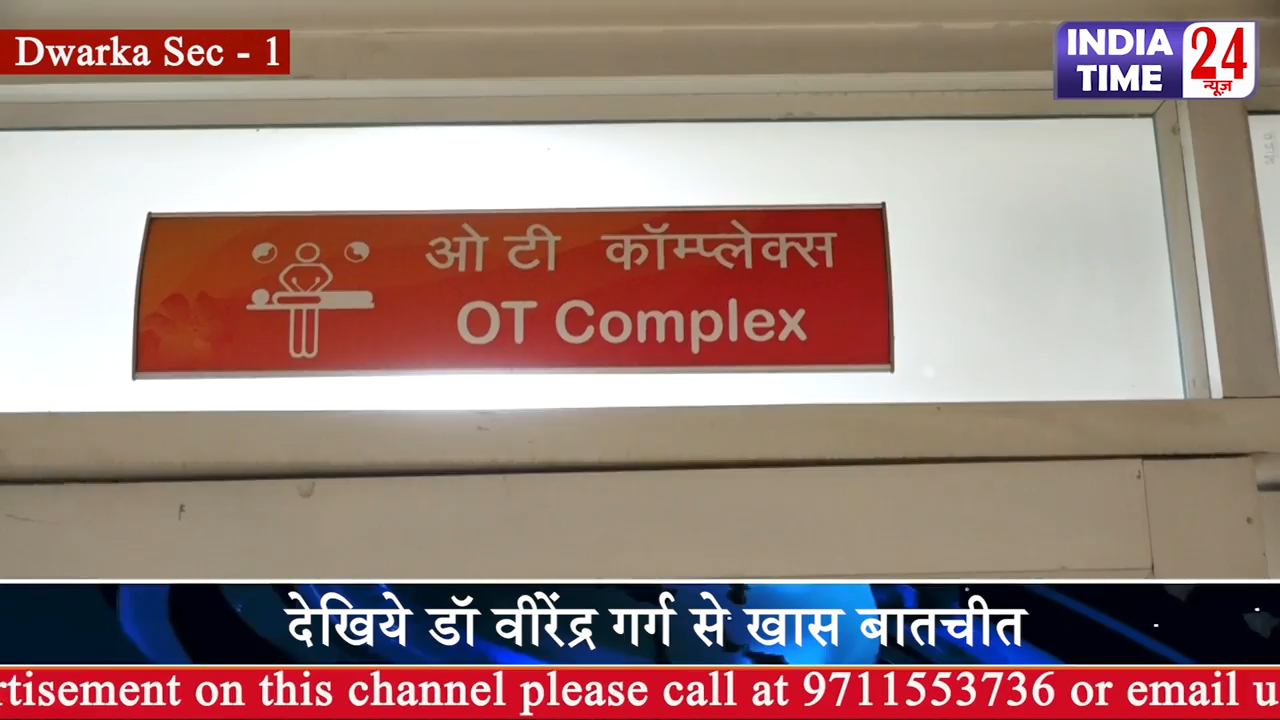 Dwarka Sec - 1
INDIA
TIME
24
न्यूज़
ओ टी कॉम्प्लेक्स
OT Complex
देखिये डॉ वीरेंद्र गर्ग से खास बातचीत
rtisement on this channel please call at 9711553736 or email u